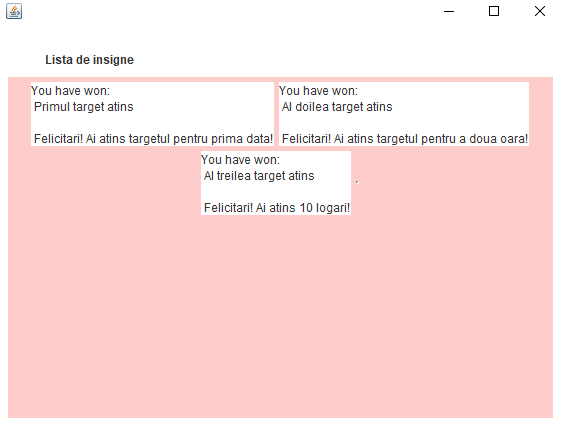 Lista de insigne
You have won:
Primul target atins
Felicitari! Ai atins targetul pentru prima data!
You have won:
Al doilea target atins
Felicitari! Ai atins targetul pentru a doua oara!
You have won:
Al treilea target atins
Felicitari! Ai atins 10 logari!